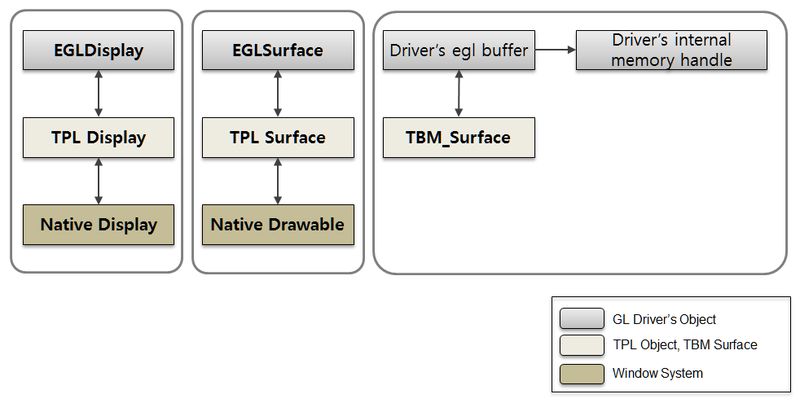 EGLDisplay
TPL Display
Native Display
EGLSurface
TPL Surface
Native Drawable
Driver's egl buffer
Driver's internal
memory handle
TBM_Surface
GL Driver's Object
TPL Object, TBM Surface
Window System